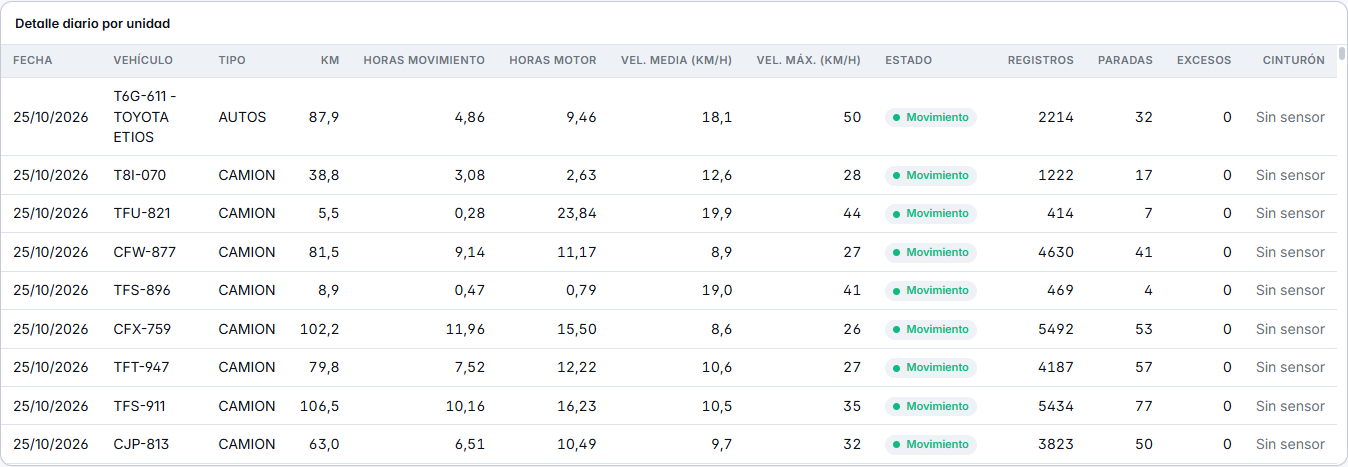 Detalle diario por unidad
FECHA VEHÍCULO TIPO KM HORAS MOVIMIENTO HORAS MOTOR VEL. MEDIA (KM/H) VEL. MÁX. (KM/H) ESTADO REGISTROS PARADAS EXCESOS CINTURÓN
25/10/2026 T6G-611 - TOYOTA ETIOS AUTOS 87,9 4,86 9,46 18,1 50 Movimiento 2214 32 0 Sin sensor
25/10/2026 T8I-070 CAMION 38,8 3,08 2,63 12,6 28 Movimiento 1222 17 0 Sin sensor
25/10/2026 TFU-821 CAMION 5,5 0,28 23,84 19,9 44 Movimiento 414 7 0 Sin sensor
25/10/2026 CFW-877 CAMION 81,5 9,14 11,17 8,9 27 Movimiento 4630 41 0 Sin sensor
25/10/2026 TFS-896 CAMION 8,9 0,47 0,79 19,0 41 Movimiento 469 4 0 Sin sensor
25/10/2026 CFX-759 CAMION 102,2 11,96 15,50 8,6 26 Movimiento 5492 53 0 Sin sensor
25/10/2026 TFT-947 CAMION 79,8 7,52 12,22 10,6 27 Movimiento 4187 57 0 Sin sensor
25/10/2026 TFS-911 CAMION 106,5 10,16 16,23 10,5 35 Movimiento 5434 77 0 Sin sensor
25/10/2026 CJP-813 CAMION 63,0 6,51 10,49 9,7 32 Movimiento 3823 50 0 Sin sensor